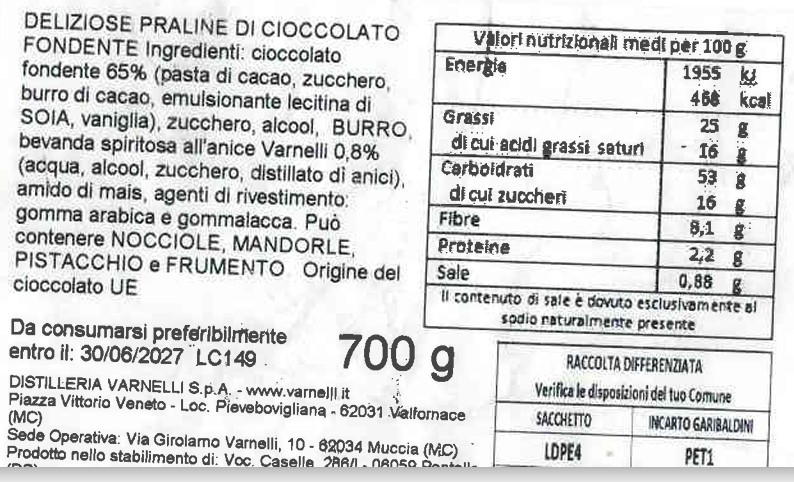 DELIZIOSE PRALINE DI CIOCCOLATO
FONDENTE Ingredienti: cioccolato
fondente 65% (pasta di cacao, zucchero,
burro di cacao, emulsionante lecitina di
SOIA, vaniglia), zucchero, alcool, BURRO,
bevanda spiritosa all'anice Varnelli 0,8%
(acqua, alcool, zucchero, distillato di anici),
amido di mais, agenti di rivestimento:
gomma arabica e gommalacca. Può
contenere NOCCIOLE, MANDORLE,
PISTACCHIO e FRUMENTO Origine del
cioccolato UE
Da consumarsi preferibilmente
entro il: 30/06/2027 LC149
700 g
DISTILLERIA VARNELLI S.p.A. - www.varnelli.it
Piazza Vittorio Veneto - Loc. Pievebovigliana - 62031 Valfornace
(MC)
Sede Operativa: Via Girolamo Varnelli, 10 - 62034 Muccia (MC)
Prodotto nello stabilimento di: Voc. Caselle
Valori nutrizionali medi per 100 g
Energia 1955 kJ
468 kcal
Grassi 25 g
di cui acidi grassi saturi 16 g
Carboidrati 53 g
di cui zuccheri 16 g
Fibre 8,1 g
Proteine 2,2 g
Sale 0,88 g
Il contenuto di sale è dovuto esclusivamente al
sodio naturalmente presente
RACCOLTA DIFFERENZIATA
Verifica le disposizioni del tuo Comune
SACCHETTO INCARTO GARIBALDINI
LDPE4 PET1